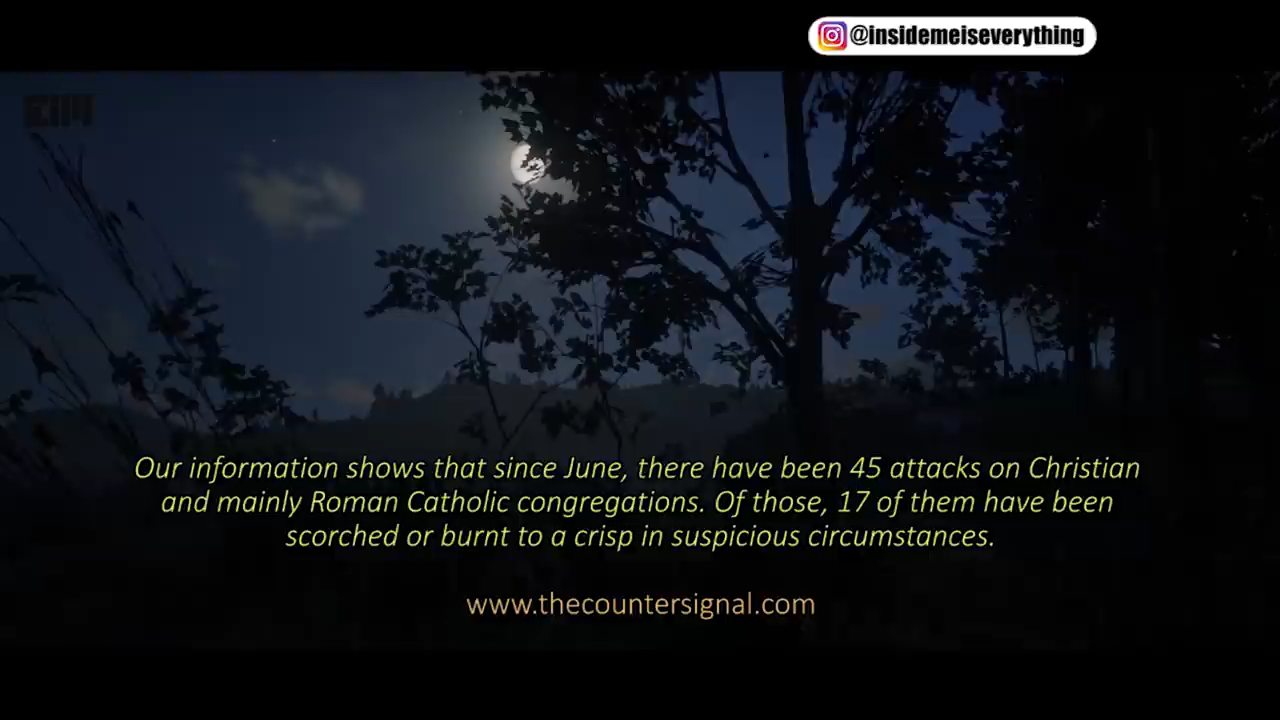 @insidemeiseverything
Our information shows that since June, there have been 45 attacks on Christian
and mainly Roman Catholic congregations. Of those, 17 of them have been
scorched or burnt to a crisp in suspicious circumstances.
www.thecountersignal.com